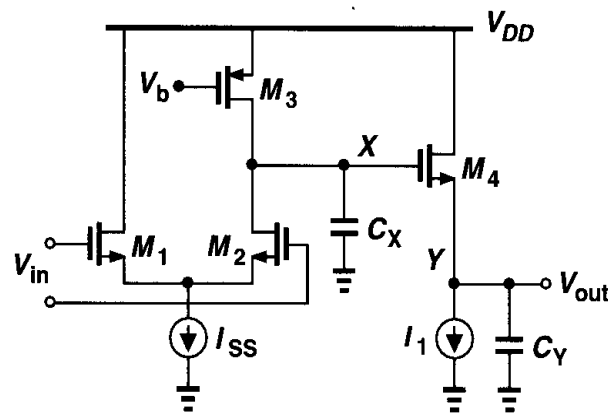 V_DD
V_b
M_3
X
M_4
C_X
M_1
M_2
V_in
Y
V_out
I_SS
I_1
C_Y